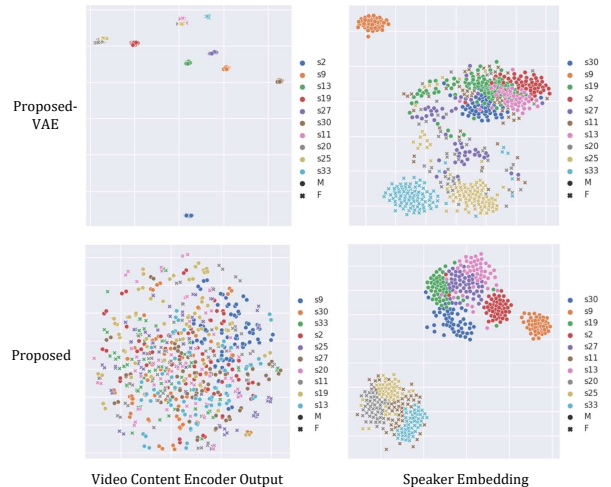 s2
s9
s13
s19
s27
s30
s11
s20
s25
s33
M
F
s30
s9
s19
s2
s27
s11
s13
s20
s25
s33
M
F
Proposed-
VAE
s9
s30
s33
s2
s25
s27
s20
s11
s19
s13
M
F
s30
s9
s19
s2
s27
s11
s13
s20
s25
s33
M
F
Proposed
Video Content Encoder Output
Speaker Embedding